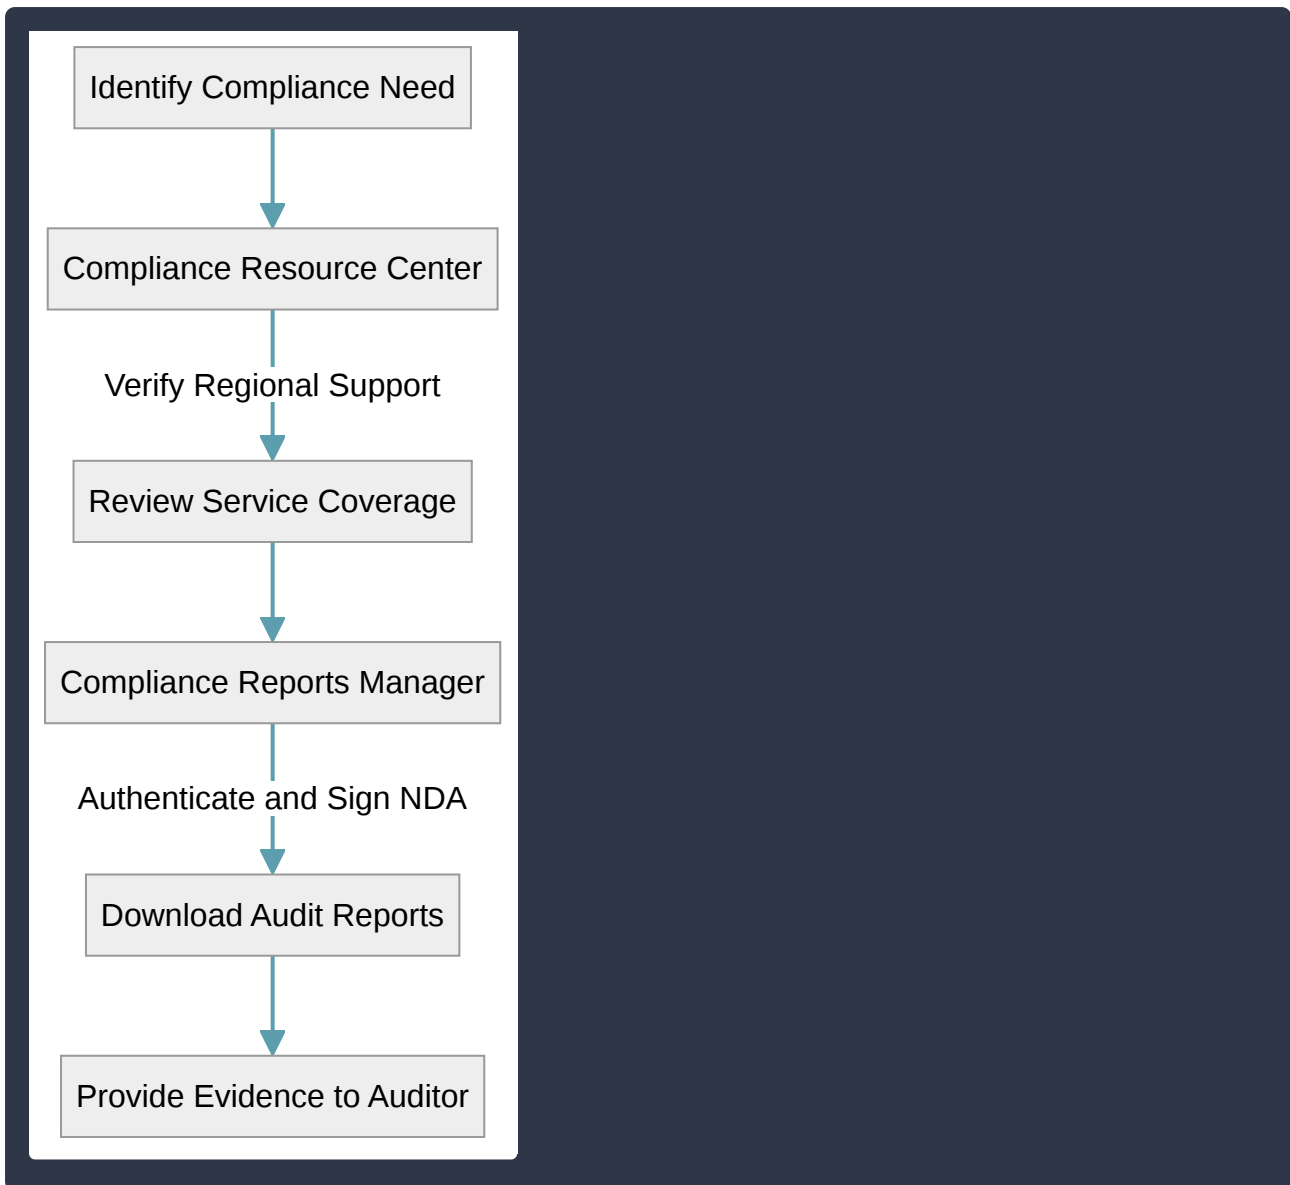 Identify Compliance Need
Compliance Resource Center
Verify Regional Support
Review Service Coverage
Compliance Reports Manager
Authenticate and Sign NDA
Download Audit Reports
Provide Evidence to Auditor